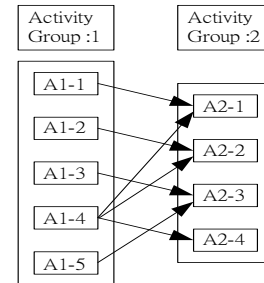 Activity
Group :1
Activity
Group :2
A1-1
A1-2
A1-3
A1-4
A1-5
A2-1
A2-2
A2-3
A2-4